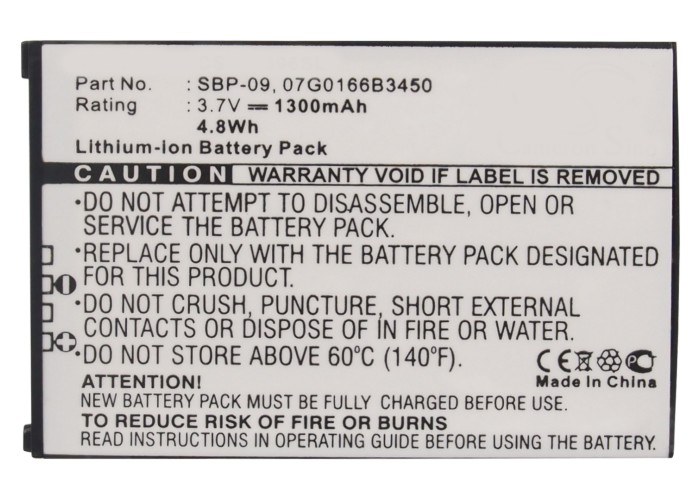 Part No. : SBP-09, 07G0166B3450
Rating : 3.7V 1300mAh
4.8Wh
Lithium-ion Battery Pack
CAUTION WARRANTY VOID IF LABEL IS REMOVED
·DO NOT ATTEMPT TO DISASSEMBLE, OPEN OR
SERVICE THE BATTERY PACK.
·REPLACE ONLY WITH THE BATTERY PACK DESIGNATED
FOR THIS PRODUCT.
·DO NOT CRUSH, PUNCTURE, SHORT EXTERNAL
CONTACTS OR DISPOSE OF IN FIRE OR WATER.
·DO NOT STORE ABOVE 60°C (140°F).
CE
Made in China
ATTENTION!
NEW BATTERY PACK MUST BE FULLY CHARGED BEFORE USE.
TO REDUCE RISK OF FIRE OR BURNS
READ INSTRUCTIONS IN OPERATING GUIDE BEFORE USING THE BATTERY.